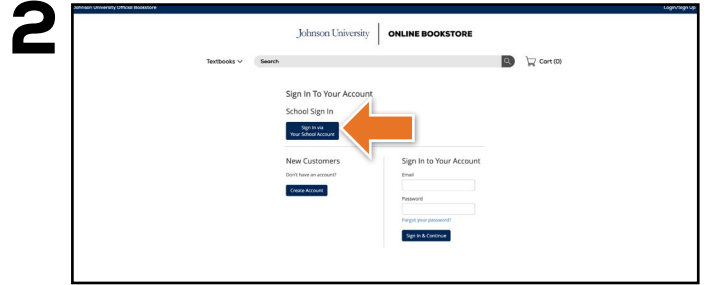 2
Johnson University Official Bookstore
Login/Sign Up
Johnson University
ONLINE BOOKSTORE
Textbooks
Search
Cart (0)
Sign In To Your Account
School Sign In
Sign In via
Your School Account
New Customers
Don't have an account?
Create Account
Sign In to Your Account
Email
Password
Forgot your password?
Sign In & Continue